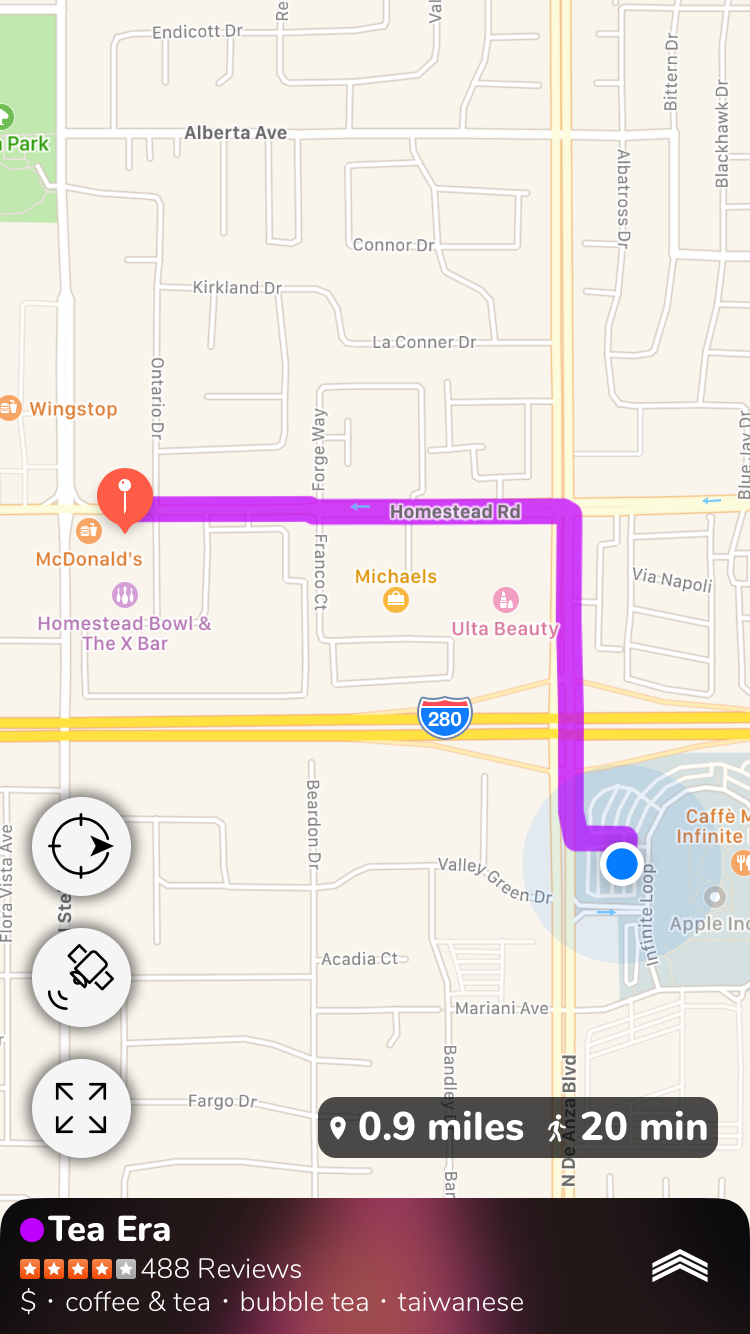 Endicott Dr
Re
Val
Bittern Dr
Blackhawk Dr
Park
Alberta Ave
Albatross Dr
Connor Dr
Kirkland Dr
La Conner Dr
Ontario Dr
Wingstop
Forge Way
Blue Jay Dr
Homestead Rd
McDonald's
Franco Ct
Michaels
Via Napoli
Homestead Bowl &
The X Bar
Ulta Beauty
280
Beardon Dr
Caffè M
Infinite
Flora Vista Ave
Valley Green Dr
Ste
Infinite Loop
Apple Inc
Acadia Ct
Mariani Ave
Bandley D
N De Anza Blvd
Fargo Dr
0.9 miles 20 min
Bar
Tea Era
488 Reviews
$ · coffee & tea · bubble tea · taiwanese